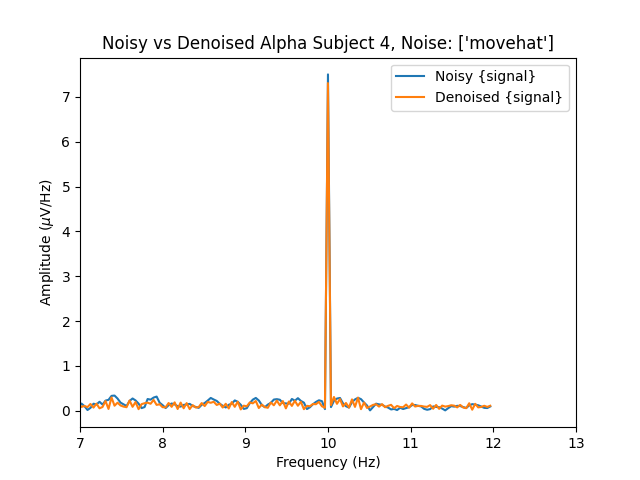 Noisy vs Denoised Alpha Subject 4, Noise: ['movehat']
Noisy {signal}
Denoised {signal}
Amplitude (μV/Hz)
7
6
5
4
3
2
1
0
7 8 9 10 11 12 13
Frequency (Hz)